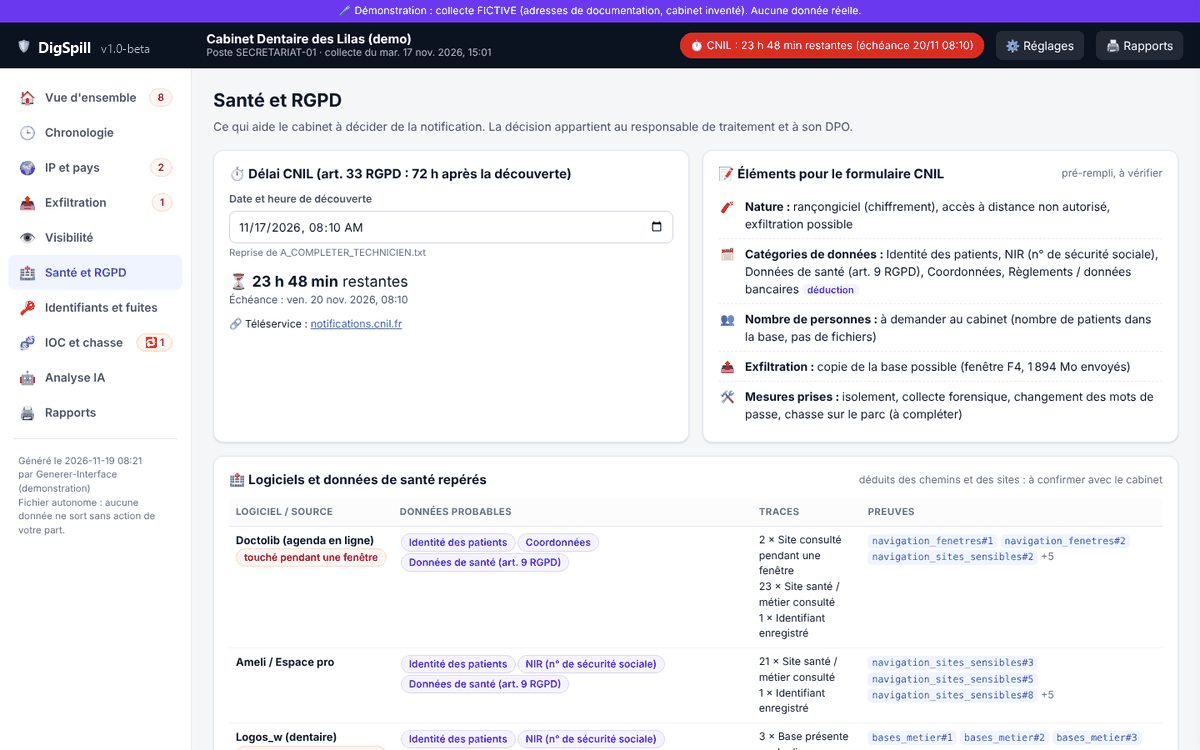 Démonstration : collecte FICTIVE (adresses de documentation, cabinet inventé). Aucune donnée réelle.
DigSpill v1.0-beta
Cabinet Dentaire des Lilas (demo)
Poste SECRETARIAT-01 · collecte du mar. 17 nov. 2026, 15:01
CNIL : 23 h 48 min restantes (échéance 20/11 08:10)
Réglages
Rapports
Vue d'ensemble 8
Chronologie
IP et pays 2
Exfiltration 1
Visibilité
Santé et RGPD
Identifiants et fuites
IOC et chasse 1
Analyse IA
Rapports
Généré le 2026-11-19 08:21
par Generer-Interface
(demonstration)
Fichier autonome : aucune
donnée ne sort sans action de
votre part.
Santé et RGPD
Ce qui aide le cabinet à décider de la notification. La décision appartient au responsable de traitement et à son DPO.
Délai CNIL (art. 33 RGPD : 72 h après la découverte)
Date et heure de découverte
11/17/2026, 08:10 AM
Reprise de A_COMPLETER_TECHNICIEN.txt
23 h 48 min restantes
Échéance : ven. 20 nov. 2026, 08:10
Téléservice : notifications.cnil.fr
Éléments pour le formulaire CNIL
pré-rempli, à vérifier
Nature : rançongiciel (chiffrement), accès à distance non autorisé,
exfiltration possible
Catégories de données : Identité des patients, NIR (n° de sécurité sociale),
Données de santé (art. 9 RGPD), Coordonnées, Règlements / données
bancaires déduction
Nombre de personnes : à demander au cabinet (nombre de patients dans
la base, pas de fichiers)
Exfiltration : copie de la base possible (fenêtre F4, 1 894 Mo envoyés)
Mesures prises : isolement, collecte forensique, changement des mots de
passe, chasse sur le parc (à compléter)
Logiciels et données de santé repérés
déduits des chemins et des sites : à confirmer avec le cabinet
LOGICIEL / SOURCE DONNÉES PROBABLES TRACES PREUVES
Doctolib (agenda en ligne)
touché pendant une fenêtre
Identité des patients Coordonnées
Données de santé (art. 9 RGPD)
2 × Site consulté
pendant une
fenêtre
23 × Site santé /
métier consulté
1 × Identifiant
enregistré
navigation_fenetres#1 navigation_fenetres#2
navigation_sites_sensibles#2 +5
Ameli / Espace pro
Identité des patients NIR (n° de sécurité sociale)
Données de santé (art. 9 RGPD)
21 × Site santé /
métier consulté
1 × Identifiant
enregistré
navigation_sites_sensibles#3
navigation_sites_sensibles#5
navigation_sites_sensibles#8 +5
Logos_w (dentaire)
Identité des patients NIR (n° de sécurité sociale)
3 × Base présente
bases_metier#1 bases_metier#2 bases_metier#3